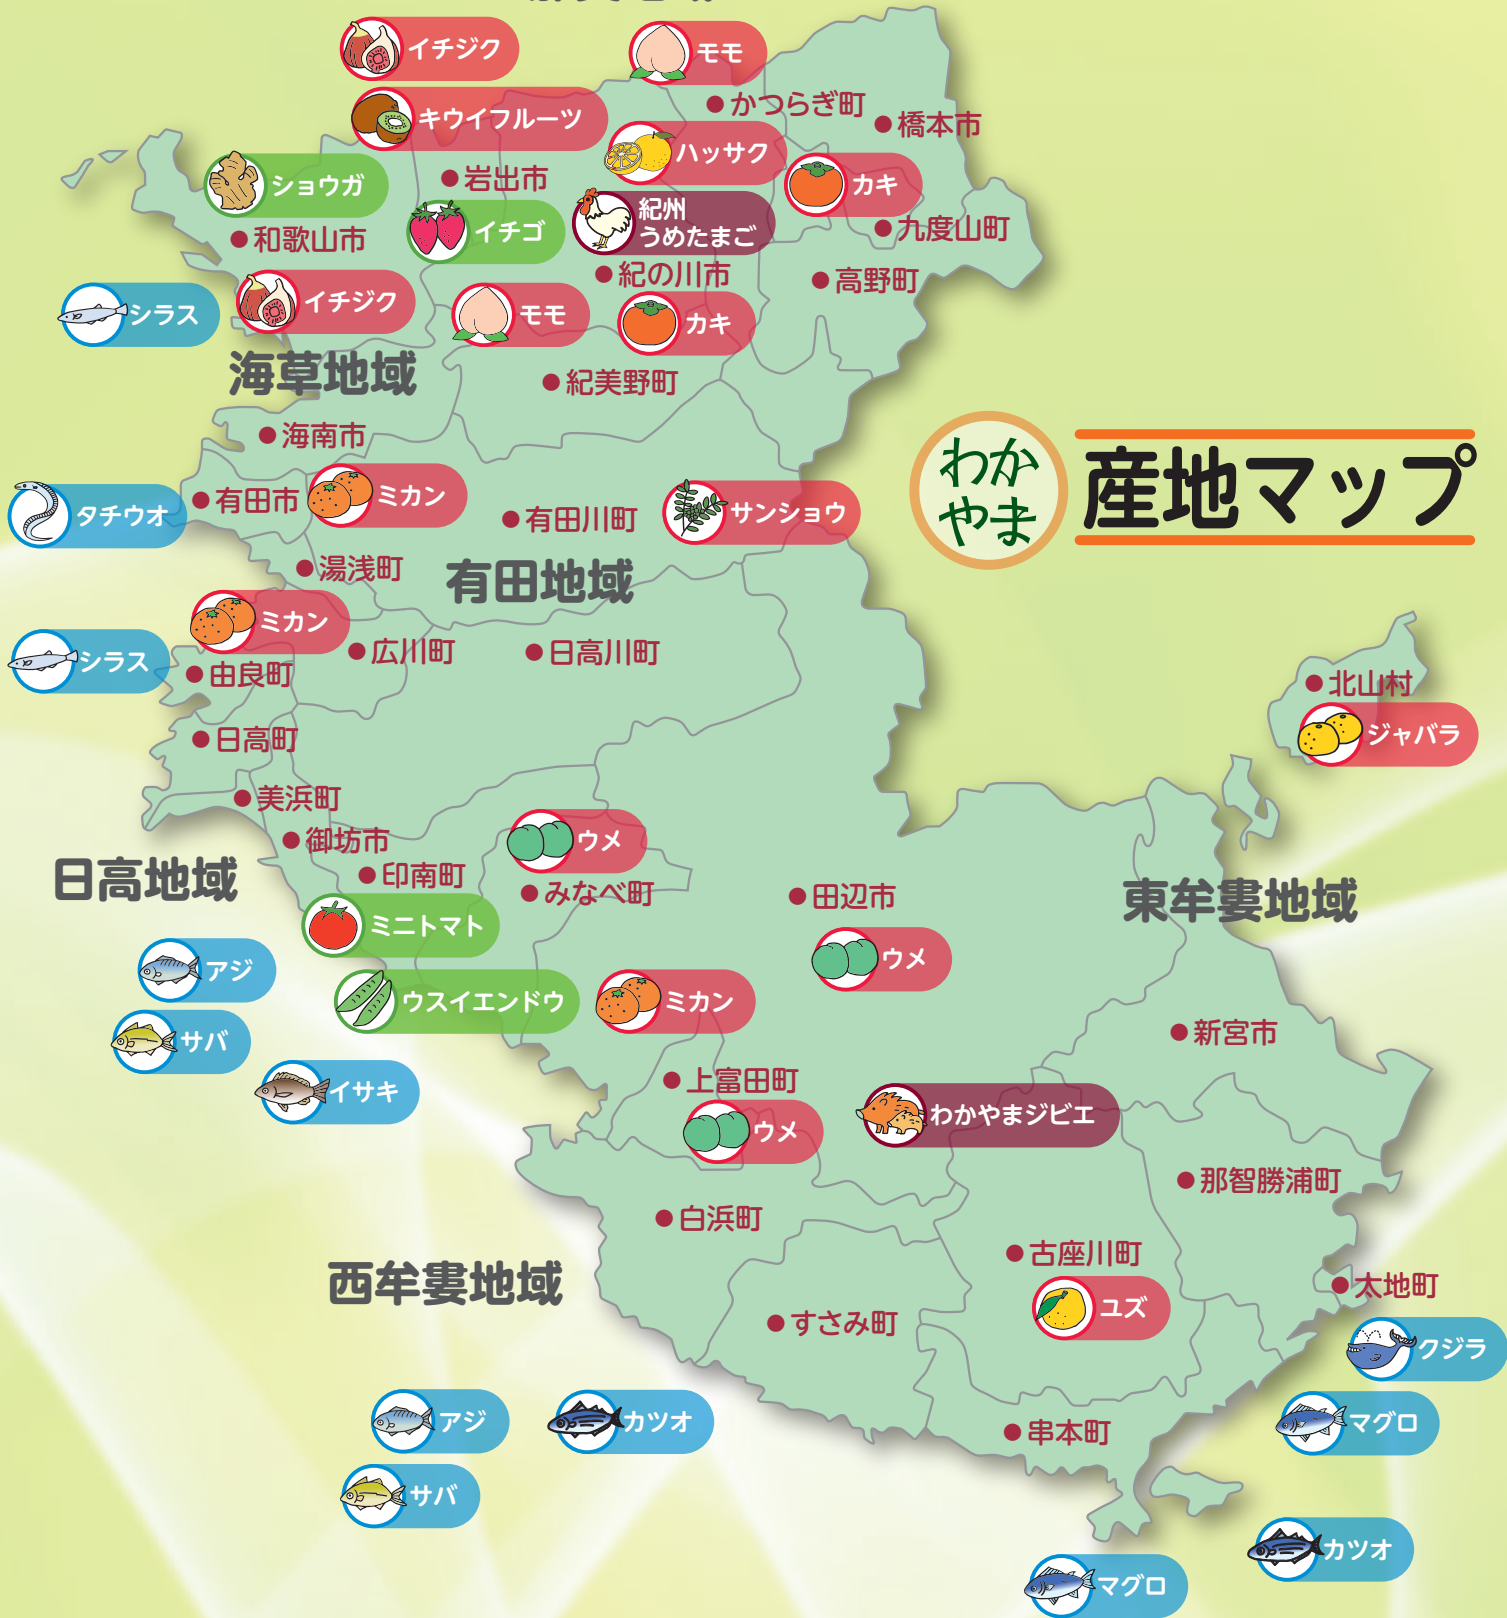 イチジク
モモ
キウイフルーツ
かつらぎ町
橋本市
ハッサク
岩出市
ショウガ
カキ
イチゴ
紀州
うめたまご
九度山町
和歌山市
紀の川市
高野町
シラス
イチジク
モモ
カキ
海草地域
紀美野町
海南市
わか
やま
産地マップ
タチウオ
有田市
ミカン
有田川町
サンショウ
湯浅町
有田地域
ミカン
シラス
由良町
広川町
日高川町
北山村
ジャバラ
日高町
美浜町
御坊市
ウメ
日高地域
印南町
みなべ町
田辺市
東牟婁地域
ミニトマト
アジ
ウメ
ウスイエンドウ
ミカン
サバ
新宮市
イサキ
上富田町
ウメ
わかやまジビエ
那智勝浦町
白浜町
古座川町
西牟婁地域
太地町
すさみ町
ユズ
クジラ
アジ
カツオ
串本町
マグロ
サバ
カツオ
マグロ